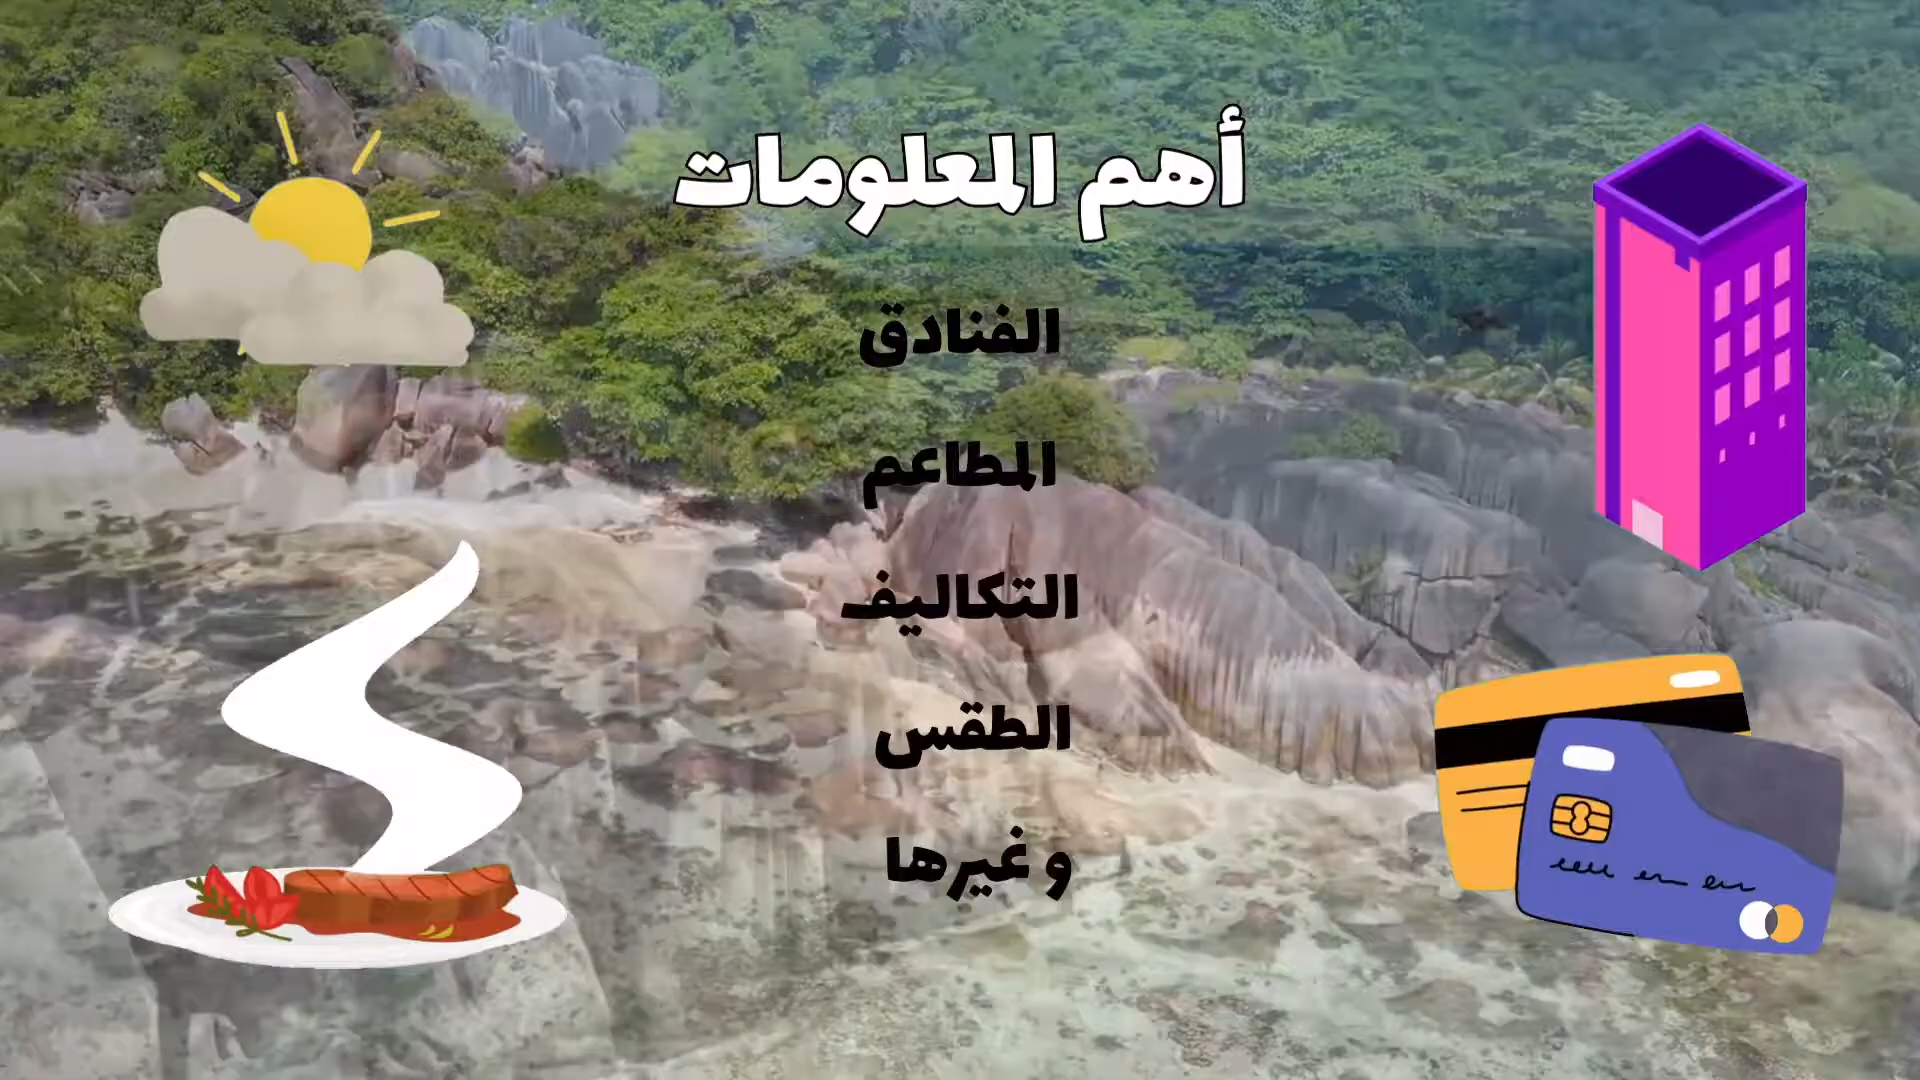 أهم المعلومات
الفنادق
المطاعم
التكاليف
الطقس
و غيرها